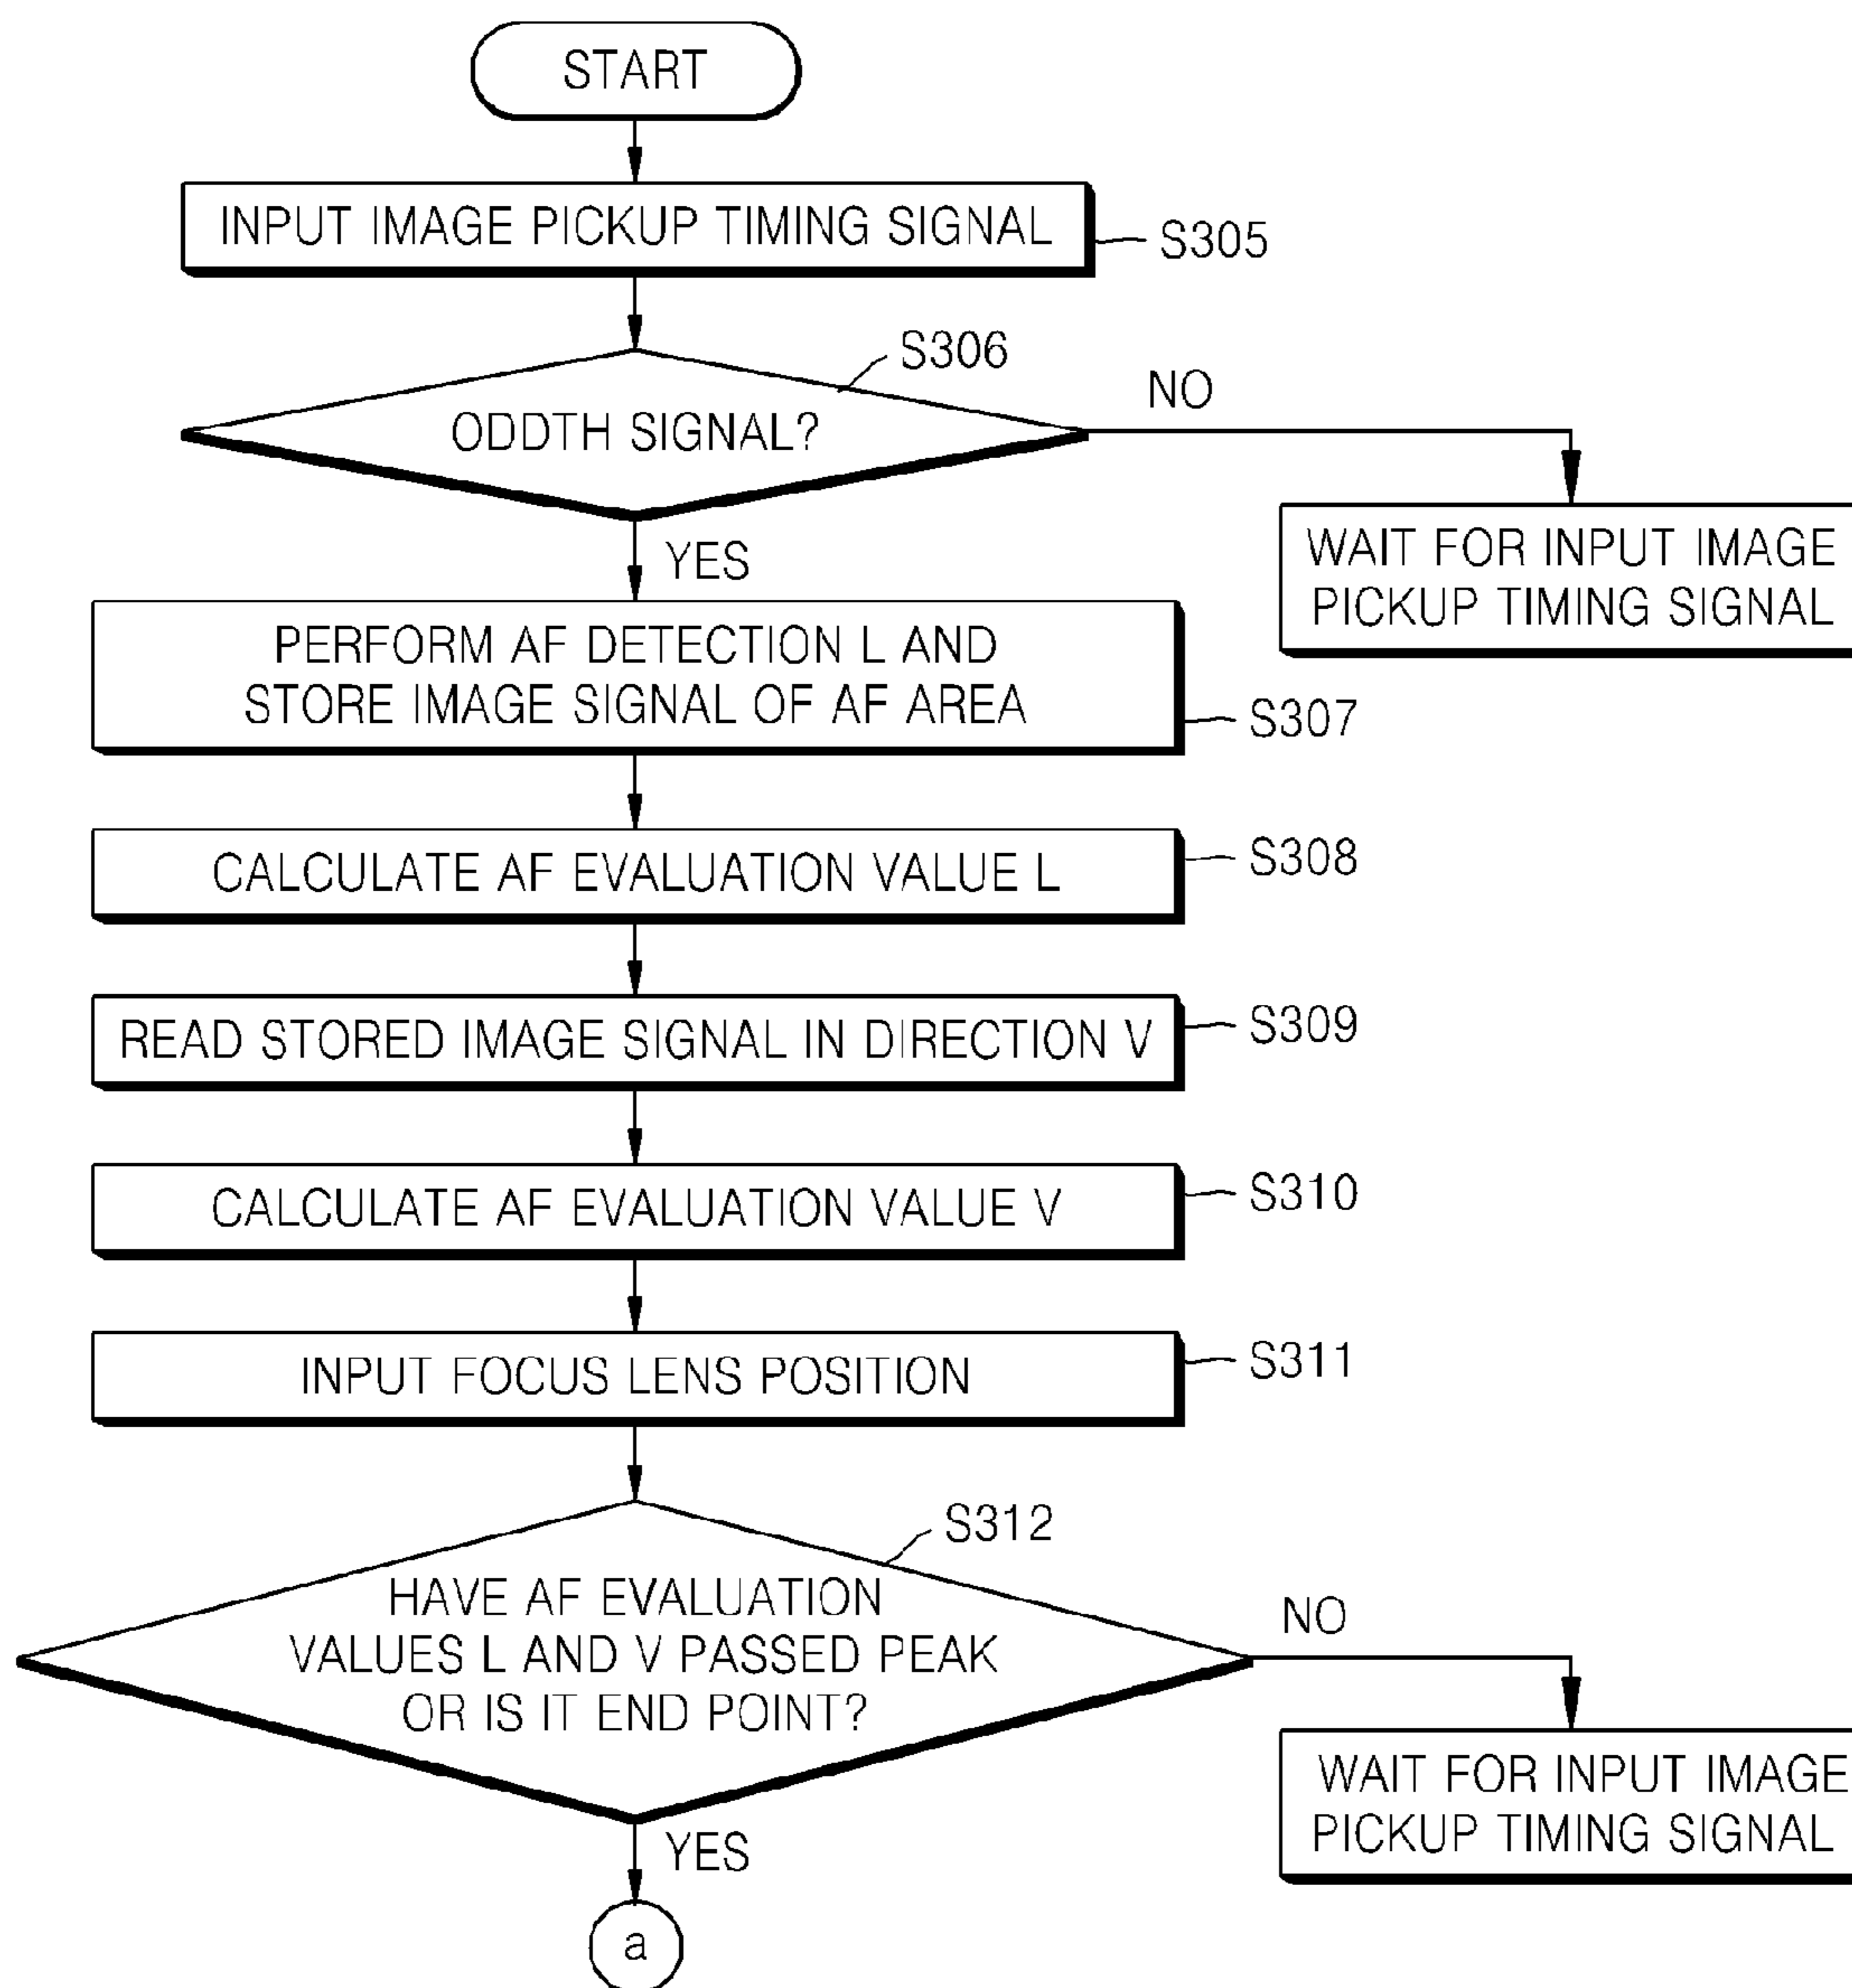 START
INPUT IMAGE PICKUP TIMING SIGNAL
S305
S306
ODDTH SIGNAL?
NO
WAIT FOR INPUT IMAGE
PICKUP TIMING SIGNAL
YES
PERFORM AF DETECTION L AND
STORE IMAGE SIGNAL OF AF AREA
S307
CALCULATE AF EVALUATION VALUE L
S308
READ STORED IMAGE SIGNAL IN DIRECTION V
S309
CALCULATE AF EVALUATION VALUE V
S310
INPUT FOCUS LENS POSITION
S311
S312
HAVE AF EVALUATION
VALUES L AND V PASSED PEAK
OR IS IT END POINT?
NO
WAIT FOR INPUT IMAGE
PICKUP TIMING SIGNAL
YES
a